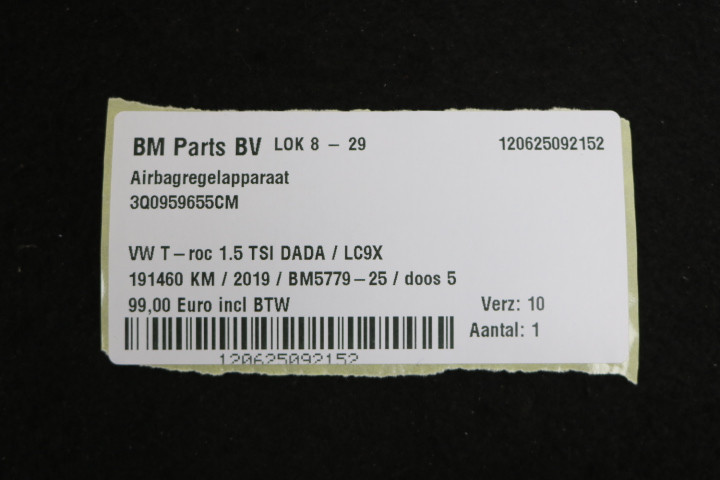 BM Parts BV LOK 8 - 29 120625092152
Airbagregelapparaat
3Q0959655CM
VW T-roc 1.5 TSI DADA / LC9X
191460 KM / 2019 / BM5779-25 / doos 5
99,00 Euro incl BTW Verz: 10
Aantal: 1
120625092152